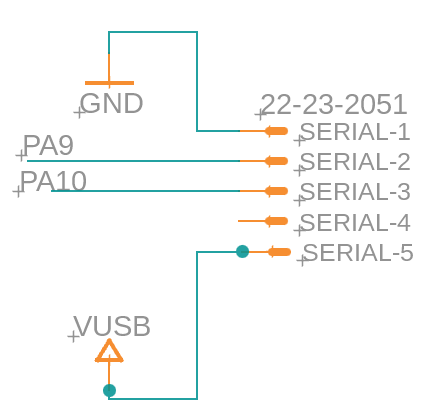 GND
22-23-2051
SERIAL-1
PA9
SERIAL-2
PA10
SERIAL-3
SERIAL-4
SERIAL-5
VUSB